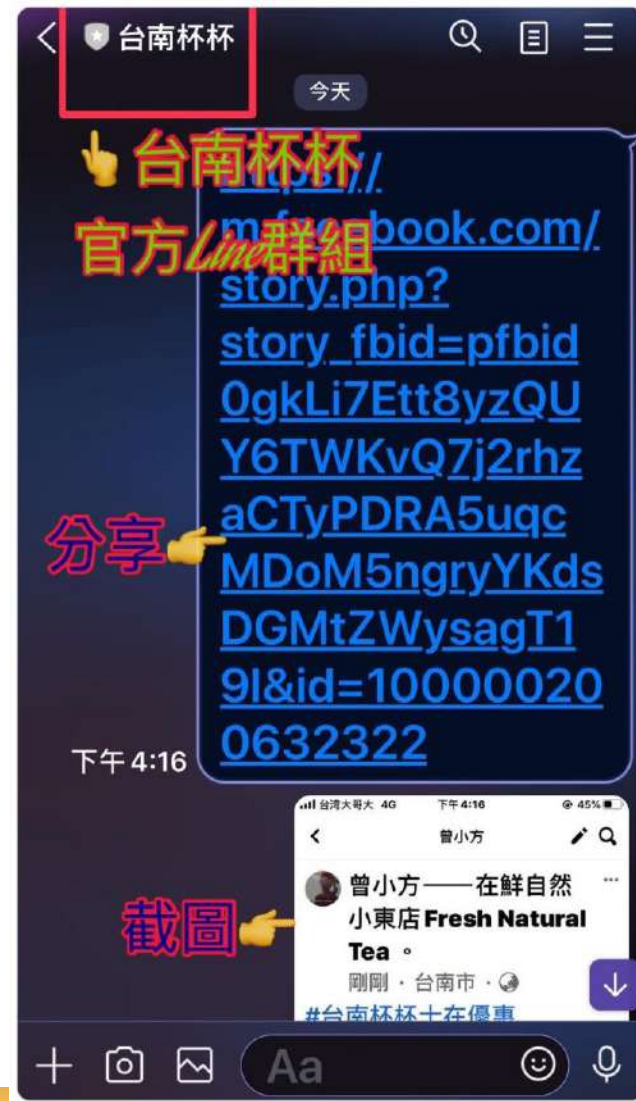 台南杯杯
今天
👆台南杯杯
官方Line群組
https://
m.facebook.com/
story.php?
story_fbid=pfbid
0gkLi7Ett8yzQU
Y6TWKvQ7j2rhz
aCTyPDRA5uqc
MDoM5ngryYKds
DGMtZWysagT1
9l&id=10000020
0632322
分享👉
下午 4:16
台湾大哥大 4G 下午4:16 45%
曾小方
曾小方——在鮮自然
小東店Fresh Natural
Tea。
剛剛·台南市·
截圖👉
#台南杯杯十在優惠
Aa